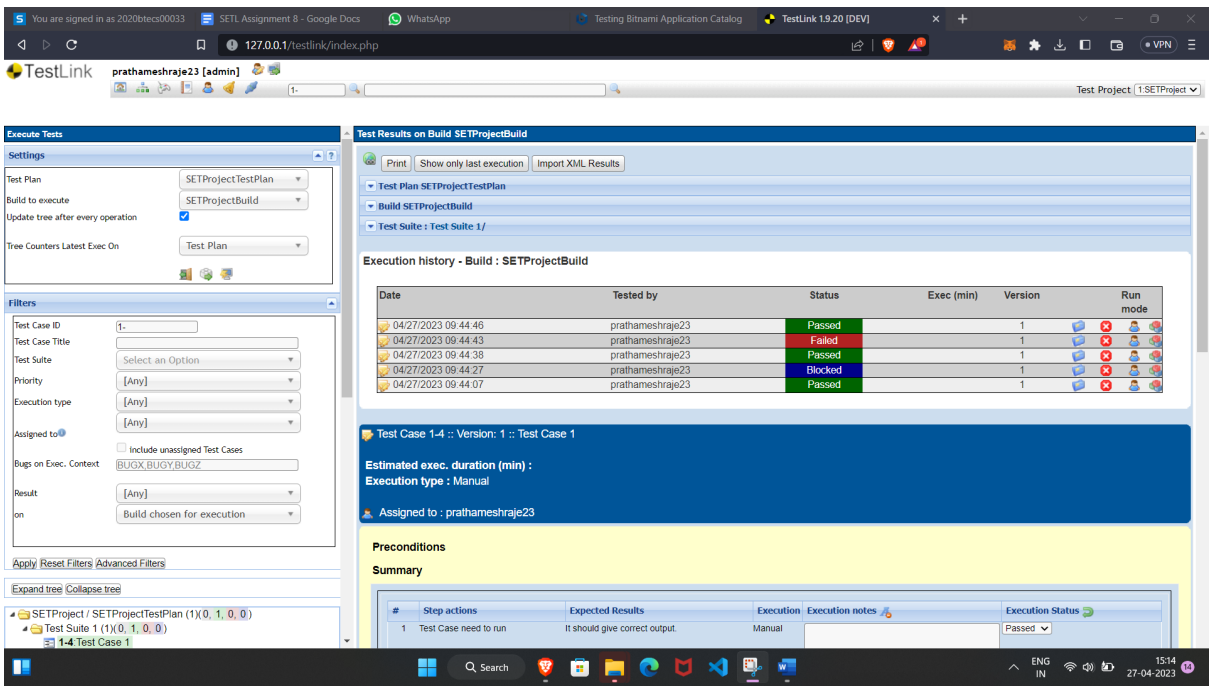 You are signed in as 2020btecs00033 SETL Assignment 8 - Google Docs WhatsApp Testing Bitnami Application Catalog TestLink 1.9.20 [DEV]
127.0.0.1/testlink/index.php VPN
TestLink prathameshraje23 [admin]
1- Test Project 1:SETProject
Execute Tests
Settings
Test Plan SETProjectTestPlan
Build to execute SETProjectBuild
Update tree after every operation
Tree Counters Latest Exec On Test Plan
Filters
Test Case ID 1-
Test Case Title
Test Suite Select an Option
Priority [Any]
Execution type [Any]
[Any]
Assigned to
Include unassigned Test Cases
Bugs on Exec. Context BUGX,BUGY,BUGZ
Result [Any]
on Build chosen for execution
Apply Reset Filters Advanced Filters
Expand tree Collapse tree
SETProject / SETProjectTestPlan (1)(0, 1, 0, 0)
Test Suite 1 (1)(0, 1, 0, 0)
1-4:Test Case 1
Test Results on Build SETProjectBuild
Print Show only last execution Import XML Results
Test Plan SETProjectTestPlan
Build SETProjectBuild
Test Suite : Test Suite 1/
Execution history - Build : SETProjectBuild
Date Tested by Status Exec (min) Version Run mode
04/27/2023 09:44:46 prathameshraje23 Passed 1
04/27/2023 09:44:43 prathameshraje23 Failed 1
04/27/2023 09:44:38 prathameshraje23 Passed 1
04/27/2023 09:44:27 prathameshraje23 Blocked 1
04/27/2023 09:44:07 prathameshraje23 Passed 1
Test Case 1-4 :: Version: 1 :: Test Case 1
Estimated exec. duration (min) :
Execution type : Manual
Assigned to : prathameshraje23
Preconditions
Summary
# Step actions Expected Results Execution Execution notes Execution Status
1 Test Case need to run It should give correct output. Manual Passed
Search
ENG
IN
15:14
27-04-2023
14